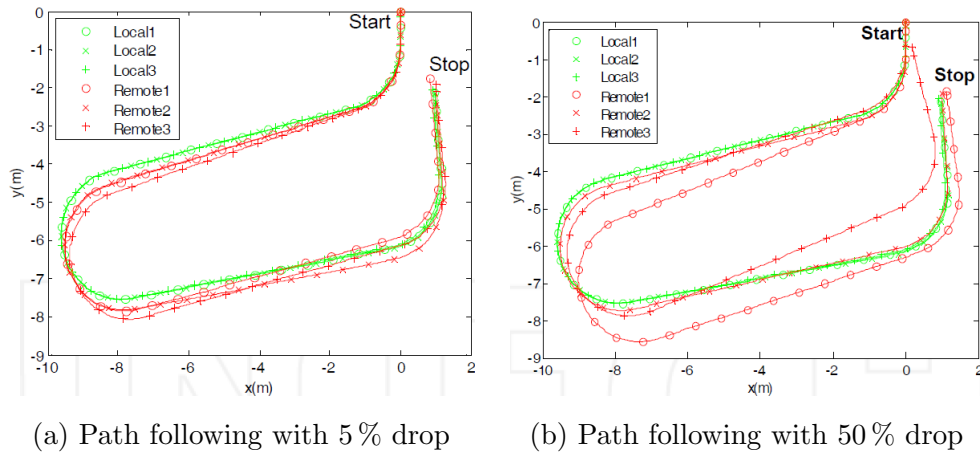 Start
Stop
Local1
Local2
Local3
Remote1
Remote2
Remote3
0
-1
-2
-3
-4
-5
-6
-7
-8
-9
y(m)
-10
-8
-6
-4
-2
0
2
x(m)
(a) Path following with 5 % drop
Start
Stop
Local1
Local2
Local3
Remote1
Remote2
Remote3
0
-1
-2
-3
-4
-5
-6
-7
-8
-9
y(m)
-10
-8
-6
-4
-2
0
2
x(m)
(b) Path following with 50 % drop